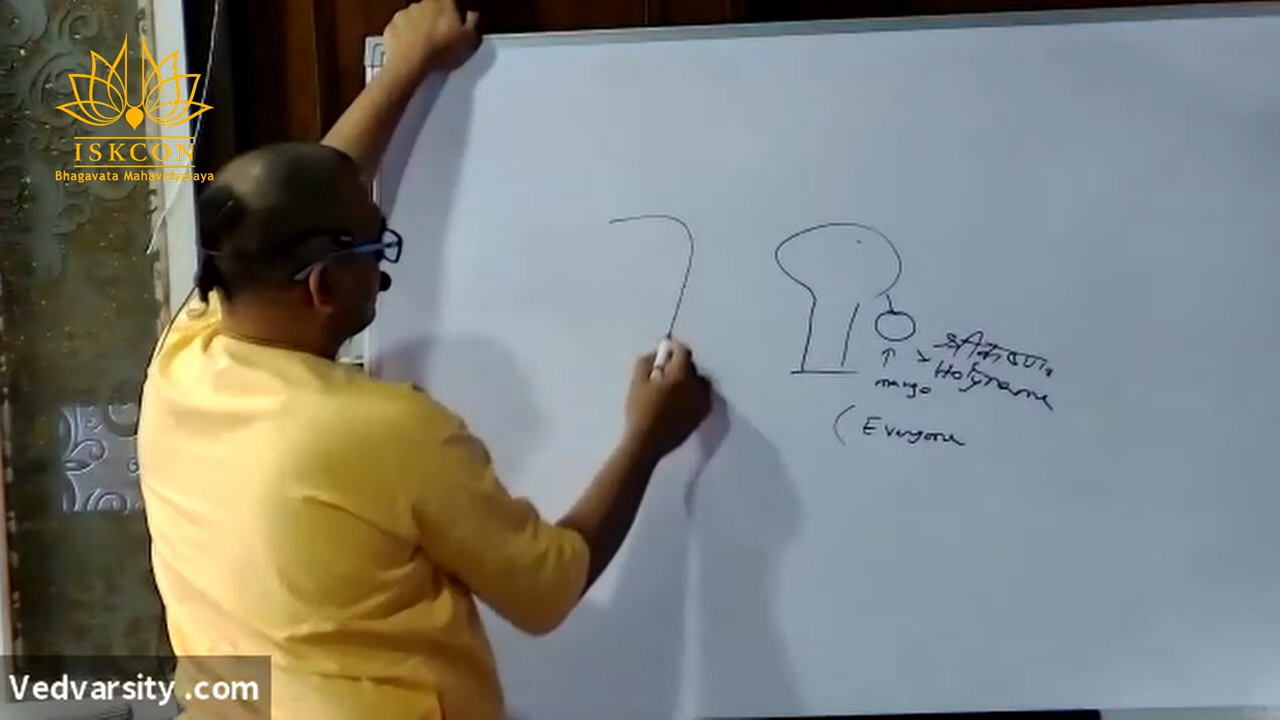 ISKCON
Bhagavata Mahavidyalaya
Holyname
mango
( Everyone
Vedvarsity .com